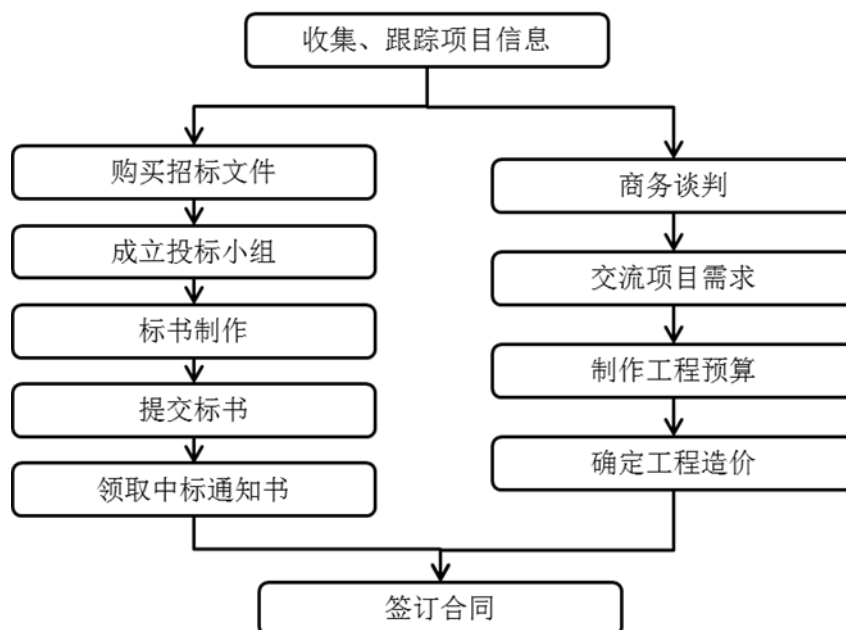 收集、跟踪项目信息
购买招标文件
成立投标小组
标书制作
提交标书
领取中标通知书
商务谈判
交流项目需求
制作工程预算
确定工程造价
签订合同